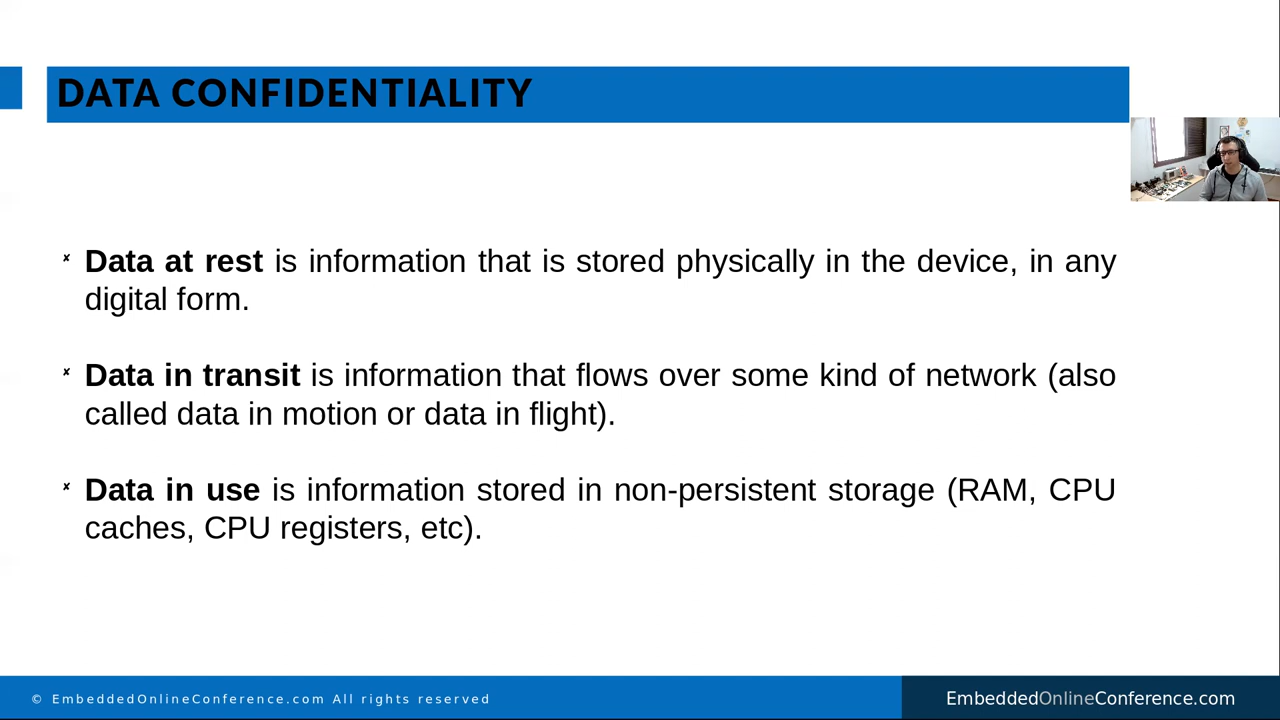 DATA CONFIDENTIALITY
Data at rest is information that is stored physically in the device, in any
digital form.
Data in transit is information that flows over some kind of network (also
called data in motion or data in flight).
Data in use is information stored in non-persistent storage (RAM, CPU
caches, CPU registers, etc).
© EmbeddedOnlineConference.com All rights reserved
EmbeddedOnlineConference.com